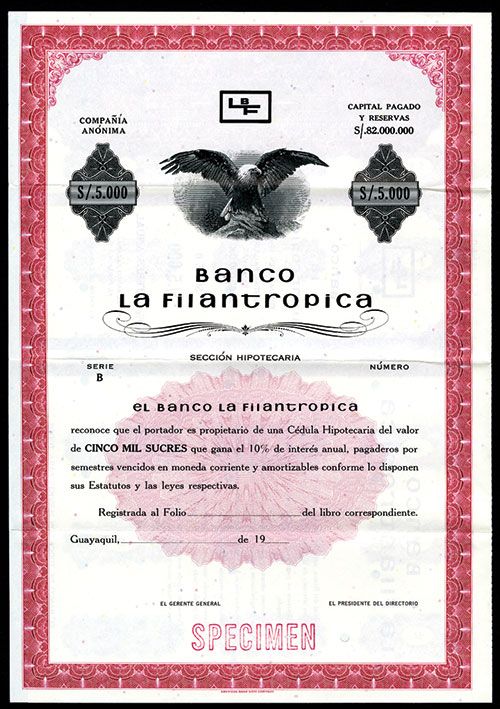 LBF
COMPAÑÍA
ANÓNIMA
CAPITAL PAGADO
Y RESERVAS
S/.82.000.000
S/.5.000
S/.5.000
BANCO
LA FILANTROPICA
SECCIÓN HIPOTECARIA
SERIE
B
NÚMERO
EL BANCO LA FILANTROPICA
reconoce que el portador es propietario de una Cédula Hipotecaria del valor
de CINCO MIL SUCRES que gana el 10% de interés anual, pagaderos por
semestres vencidos en moneda corriente y amortizables conforme lo disponen
sus Estatutos y las leyes respectivas.
Registrada al Folio del libro correspondiente.
Guayaquil, de 19
EL GERENTE GENERAL
EL PRESIDENTE DEL DIRECTORIO
SPECIMEN
AMERICAN BANK NOTE COMPANY